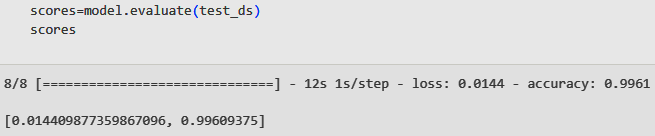 scores=model.evaluate(test_ds)
scores
8/8 [==============================] - 12s 1s/step - loss: 0.0144 - accuracy: 0.9961
[0.014409877359867096, 0.99609375]